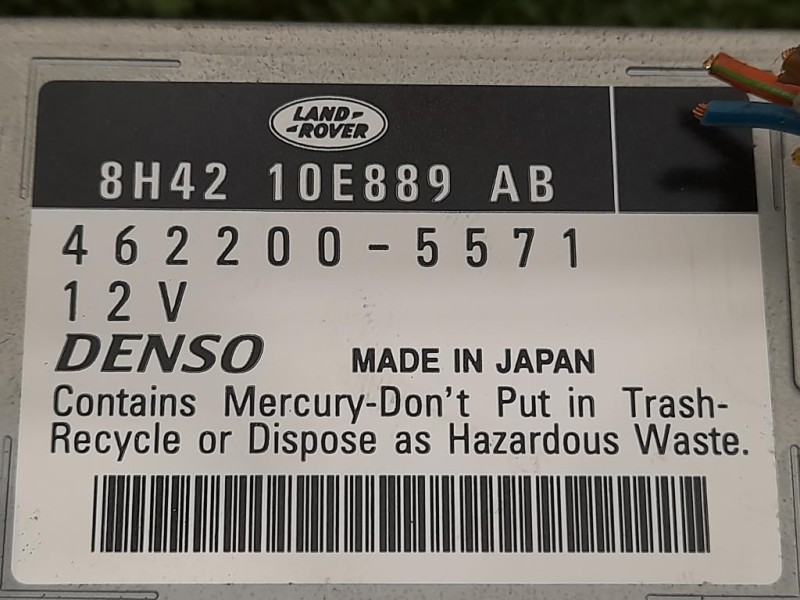 LAND-
-ROVER
8H42 10E889 AB
462200-5571
12V
DENSO MADE IN JAPAN
Contains Mercury-Don't Put in Trash-
Recycle or Dispose as Hazardous Waste.